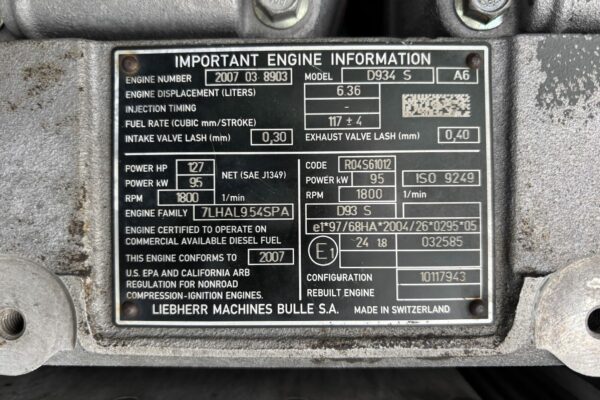 IMPORTANT ENGINE INFORMATION
ENGINE NUMBER 2007 03 8903 MODEL D934 S A6
ENGINE DISPLACEMENT (LITERS) 6.36
INJECTION TIMING -
FUEL RATE (CUBIC mm/STROKE) 117 ± 4
INTAKE VALVE LASH (mm) 0,30 EXHAUST VALVE LASH (mm) 0,40
POWER HP 127
POWER kW 95 NET (SAE J1349)
RPM 1800 1/min
ENGINE FAMILY 7LHAL9.54SPA
ENGINE CERTIFIED TO OPERATE ON
COMMERCIAL AVAILABLE DIESEL FUEL
THIS ENGINE CONFORMS TO 2007
U.S. EPA AND CALIFORNIA ARB
REGULATION FOR NONROAD
COMPRESSION-IGNITION ENGINES.
CODE R04S61012
POWER kW 95 ISO 9249
RPM 1800 1/min
D93 S
e1*97/68HA*2004/26*0295*05
E1 24 18 032585
CONFIGURATION 10117943
REBUILT ENGINE
LIEBHERR MACHINES BULLE S.A. MADE IN SWITZERLAND